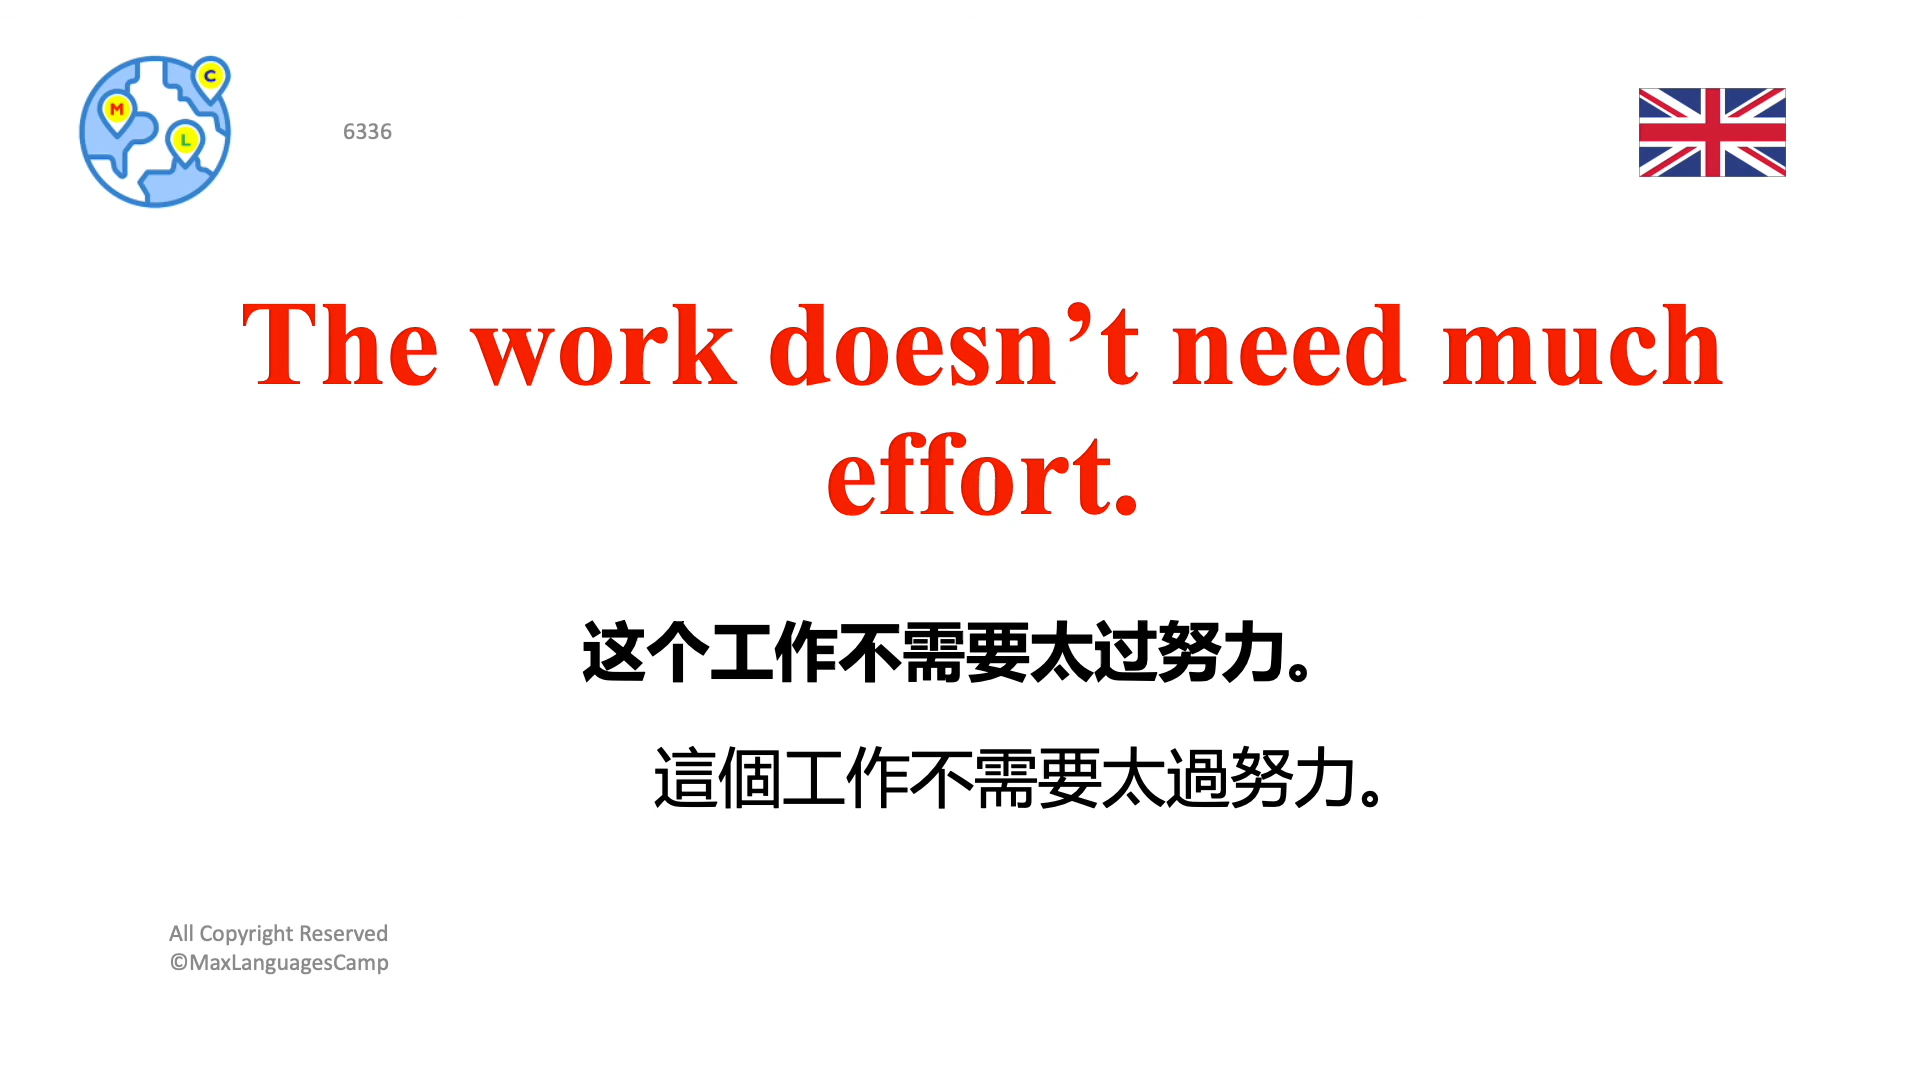 C
M
L
6336
The work doesn’t need much
effort.
这个工作不需要太过努力。
這個工作不需要太過努力。
All Copyright Reserved
©MaxLanguagesCamp